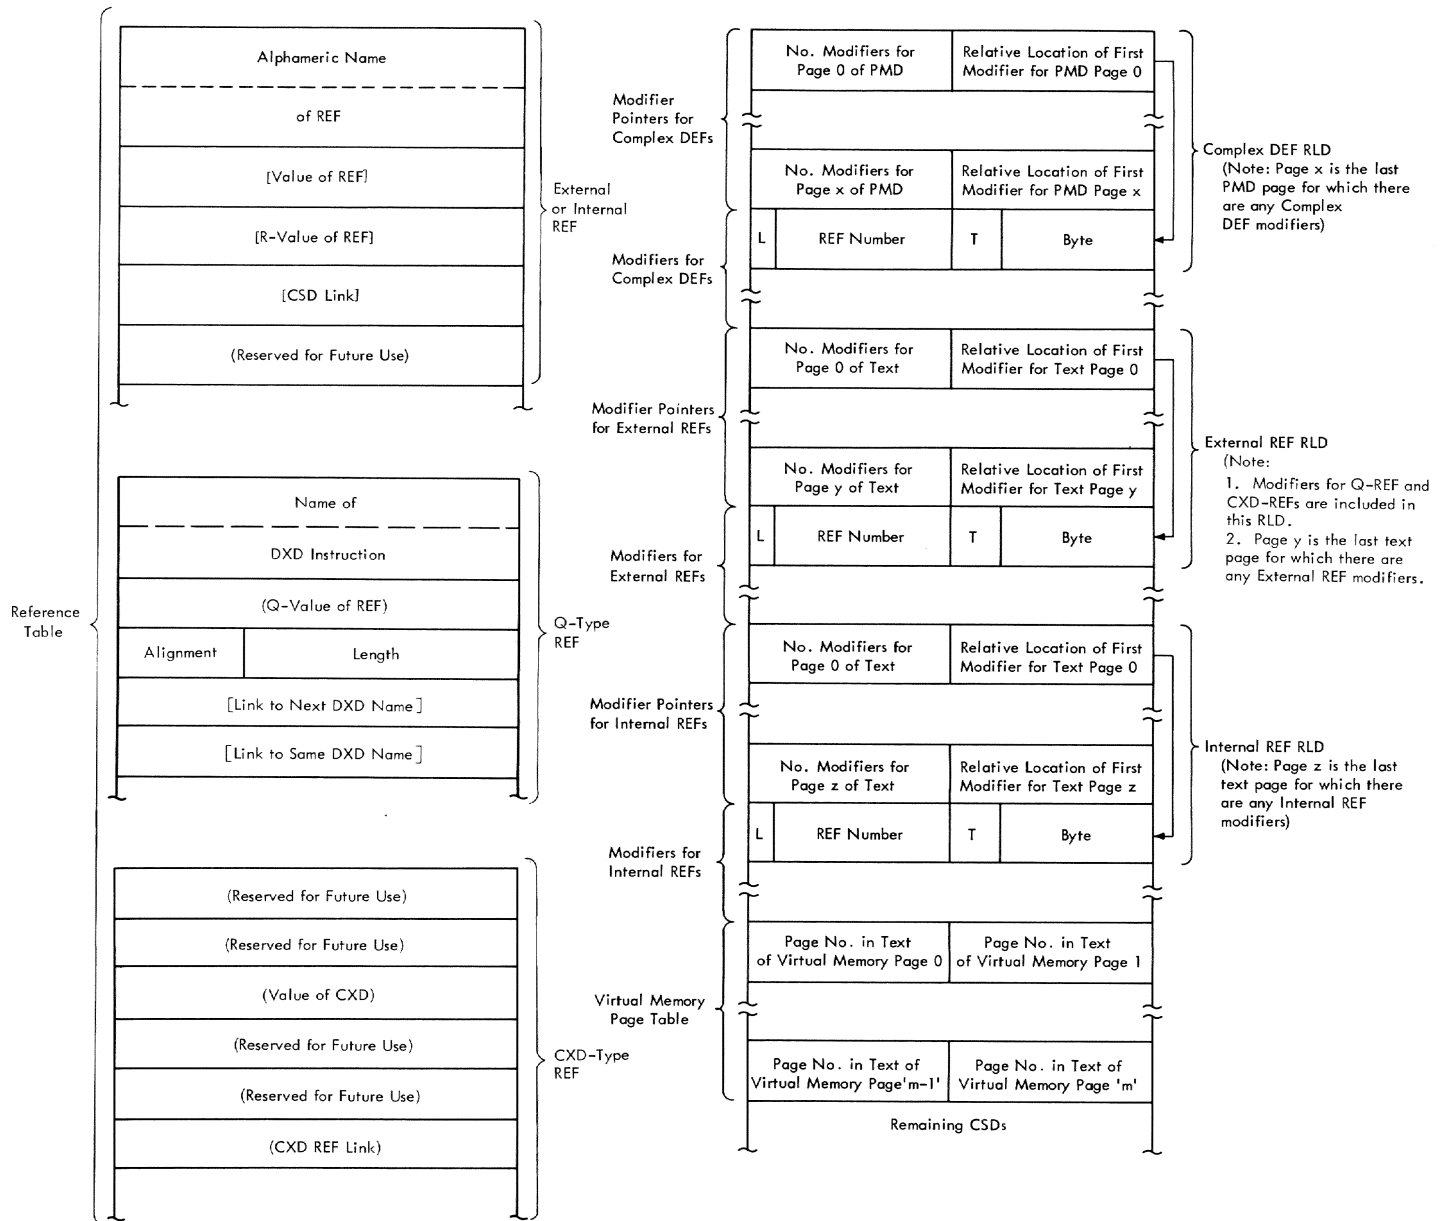 Reference
Table
Alphameric Name
of REF
[Value of REF]
[R-Value of REF]
[CSD Link]
(Reserved for Future Use)
External
or Internal
REF
Name of
DXD Instruction
(Q-Value of REF)
Alignment
Length
[Link to Next DXD Name]
[Link to Same DXD Name]
Q-Type
REF
(Reserved for Future Use)
(Reserved for Future Use)
(Value of CXD)
(Reserved for Future Use)
(Reserved for Future Use)
(CXD REF Link)
CXD-Type
REF
Modifier
Pointers for
Complex DEFs
No. Modifiers for
Page 0 of PMD
Relative Location of First
Modifier for PMD Page 0
No. Modifiers for
Page x of PMD
Relative Location of First
Modifier for PMD Page x
Modifiers for
Complex DEFs
L
REF Number
T
Byte
Complex DEF RLD
(Note: Page x is the last
PMD page for which there
are any Complex
DEF modifiers)
Modifier Pointers
for External REFs
No. Modifiers for
Page 0 of Text
Relative Location of First
Modifier for Text Page 0
No. Modifiers for
Page y of Text
Relative Location of First
Modifier for Text Page y
Modifiers for
External REFs
L
REF Number
T
Byte
External REF RLD
(Note:
1. Modifiers for Q-REF and
CXD-REFs are included in
this RLD.
2. Page y is the last text
page for which there are
any External REF modifiers.
Modifier Pointers
for Internal REFs
No. Modifiers for
Page 0 of Text
Relative Location of First
Modifier for Text Page 0
No. Modifiers for
Page z of Text
Relative Location of First
Modifier for Text Page z
Modifiers for
Internal REFs
L
REF Number
T
Byte
Internal REF RLD
(Note: Page z is the last
text page for which there
are any Internal REF
modifiers)
Virtual Memory
Page Table
Page No. in Text
of Virtual Memory Page 0
Page No. in Text
of Virtual Memory Page 1
Page No. in Text of
Virtual Memory Page'm-1'
Page No. in Text of
Virtual Memory Page 'm'
Remaining CSDs